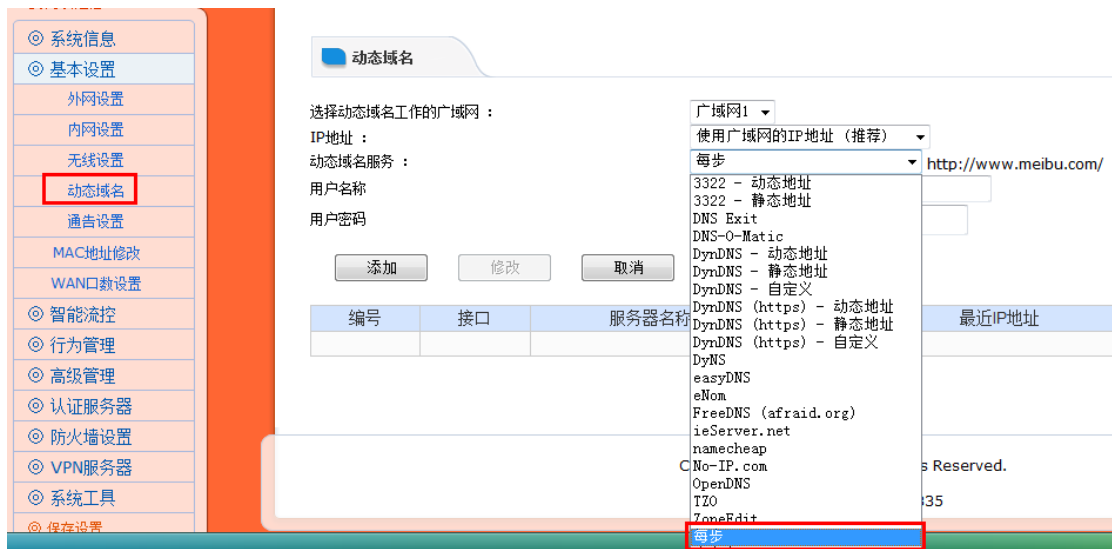 ◎ 系统信息
◎ 基本设置
外网设置
内网设置
无线设置
动态域名
通告设置
MAC地址修改
WAN口数设置
◎ 智能流控
◎ 行为管理
◎ 高级管理
◎ 认证服务器
◎ 防火墙设置
◎ VPN服务器
◎ 系统工具
◎ 保存设置
动态域名
选择动态域名工作的广域网 : 广域网1
IP地址 : 使用广域网的IP地址 (推荐)
动态域名服务 : 每步 http://www.meibu.com/
用户名称
用户密码
3322 - 动态地址
3322 - 静态地址
DNS Exit
DNS-O-Matic
DynDNS - 动态地址
DynDNS - 静态地址
DynDNS - 自定义
DynDNS (https) - 动态地址
DynDNS (https) - 静态地址
DynDNS (https) - 自定义
DyNS
easyDNS
eNom
FreeDNS (afraid.org)
ieServer.net
namecheap
No-IP.com
OpenDNS
TZO
ZoneEdit
每步
添加 修改 取消
编号 接口 服务器名称 最近IP地址
C s Reserved.
335